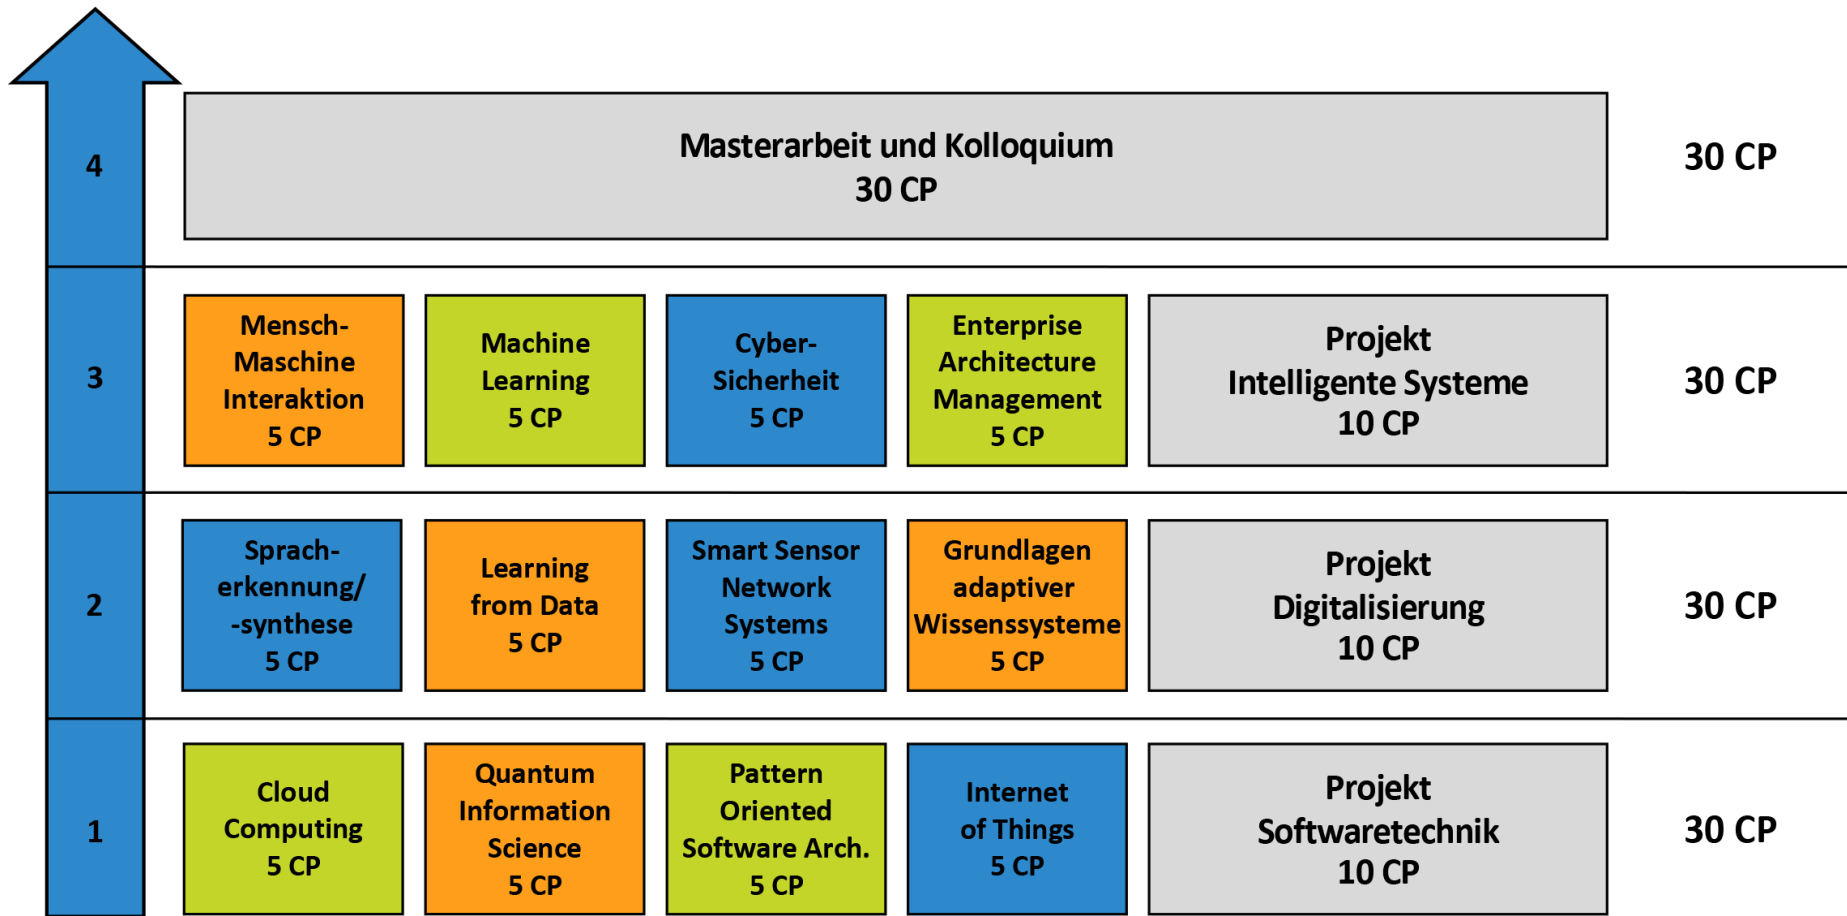 4
Masterarbeit und Kolloquium
30 CP
30 CP
3
Mensch-
Maschine
Interaktion
5 CP
Machine
Learning
5 CP
Cyber-
Sicherheit
5 CP
Enterprise
Architecture
Management
5 CP
Projekt
Intelligente Systeme
10 CP
30 CP
2
Sprach-
erkennung/
-synthese
5 CP
Learning
from Data
5 CP
Smart Sensor
Network
Systems
5 CP
Grundlagen
adaptiver
Wissenssysteme
5 CP
Projekt
Digitalisierung
10 CP
30 CP
1
Cloud
Computing
5 CP
Quantum
Information
Science
5 CP
Pattern
Oriented
Software Arch.
5 CP
Internet
of Things
5 CP
Projekt
Softwaretechnik
10 CP
30 CP